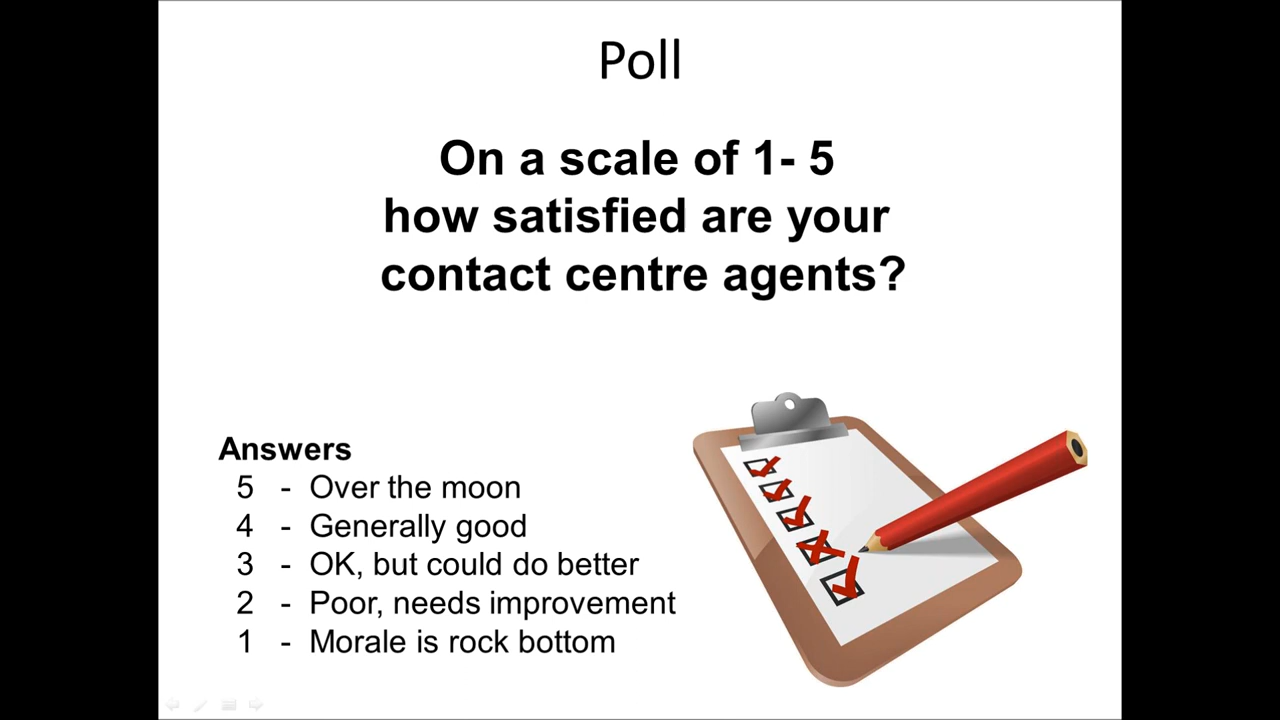 Poll
On a scale of 1- 5
how satisfied are your
contact centre agents?
Answers
5 - Over the moon
4 - Generally good
3 - OK, but could do better
2 - Poor, needs improvement
1 - Morale is rock bottom